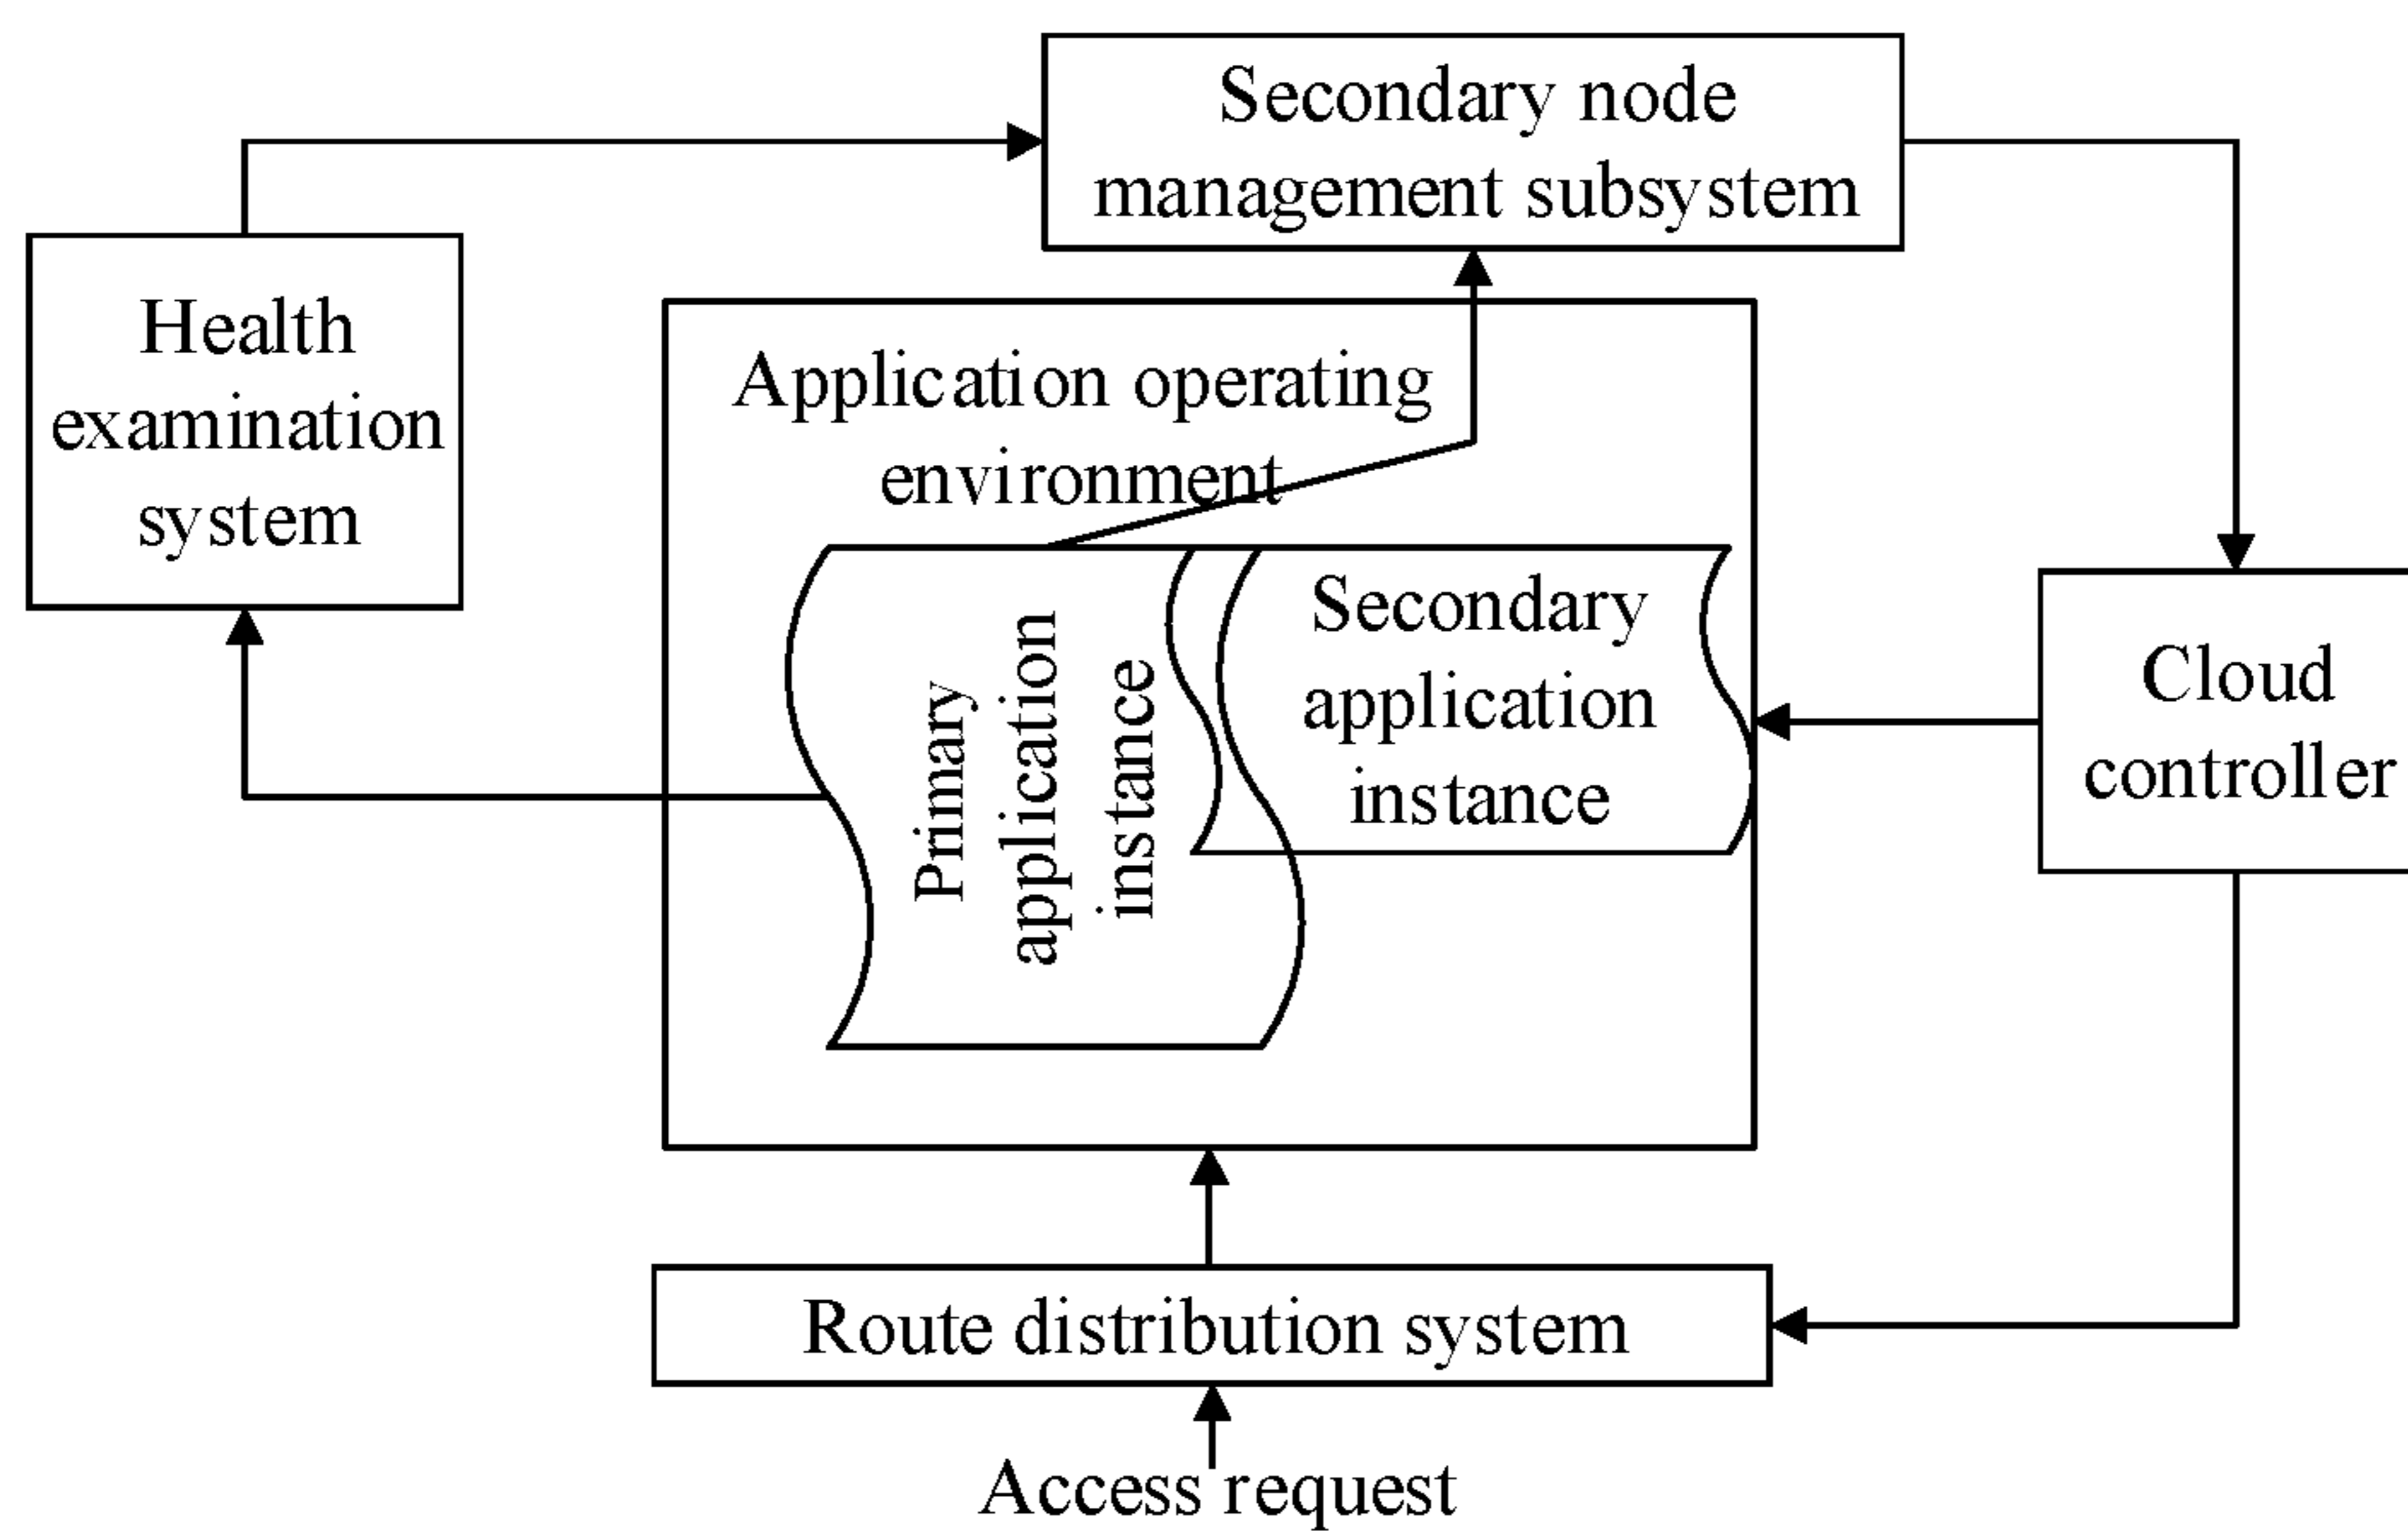 Secondary node
management subsystem
Health
examination
system
Application operating
environment
Primary
application
instance
Secondary
application
instance
Cloud
controller
Route distribution system
Access request